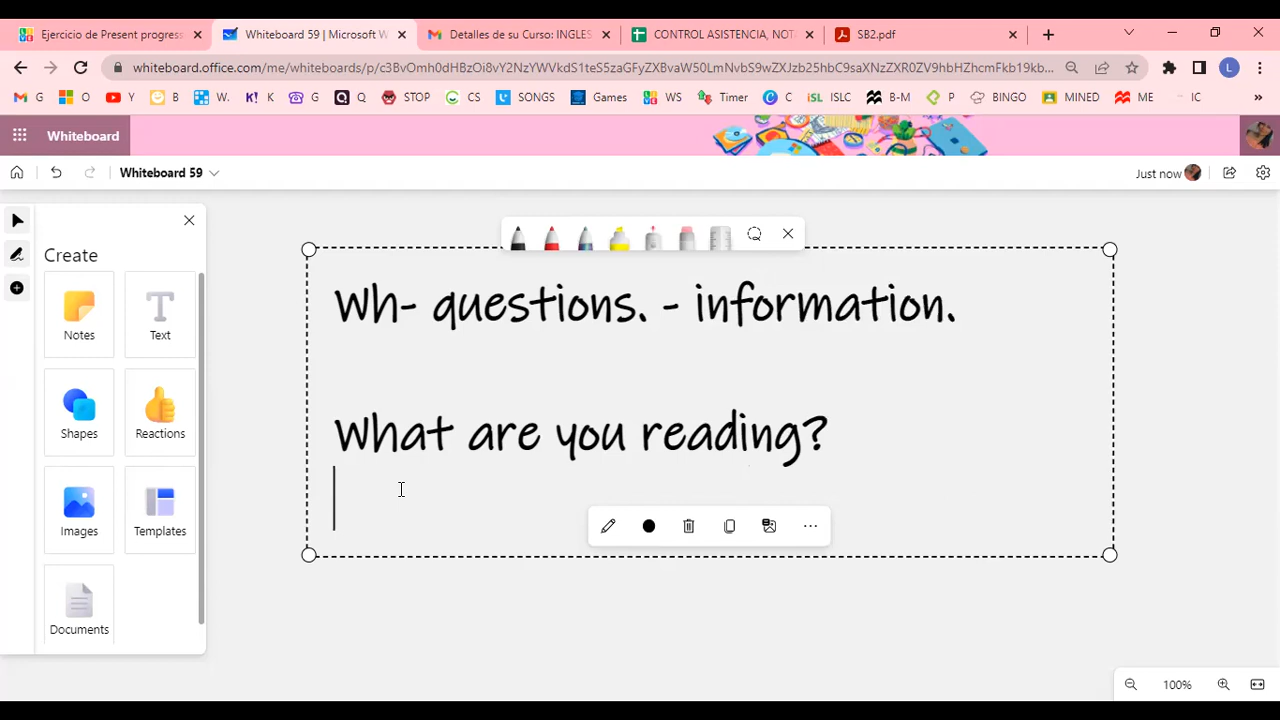 Ejercicio de Present progress
Whiteboard 59 | Microsoft W
Detalles de su Curso: INGLES
CONTROL ASISTENCIA, NOT
SB2.pdf
whiteboard.office.com/me/whiteboards/p/
G O Y B W. K! K G Q STOP CS SONGS Games WS Timer C ISLC B-M P BINGO MINED ME IC
Whiteboard
Whiteboard 59
Just now
Create
Notes Text
Shapes Reactions
Images Templates
Documents
Wh- questions. - information.
What are you reading?
100%